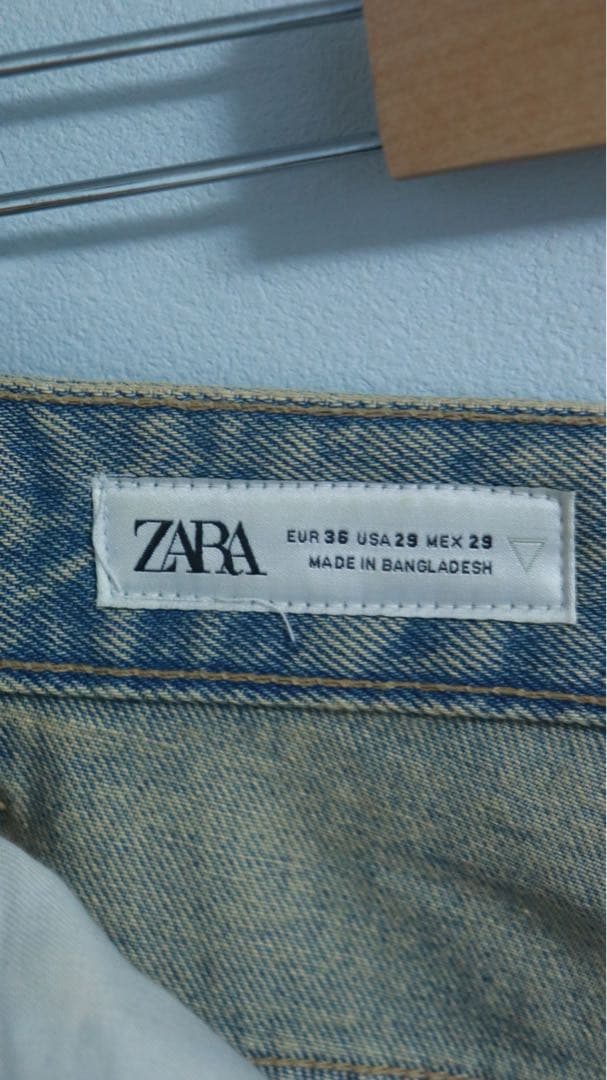 ZARA
EUR 36 USA 29 MEX 29
MADE IN BANGLADESH